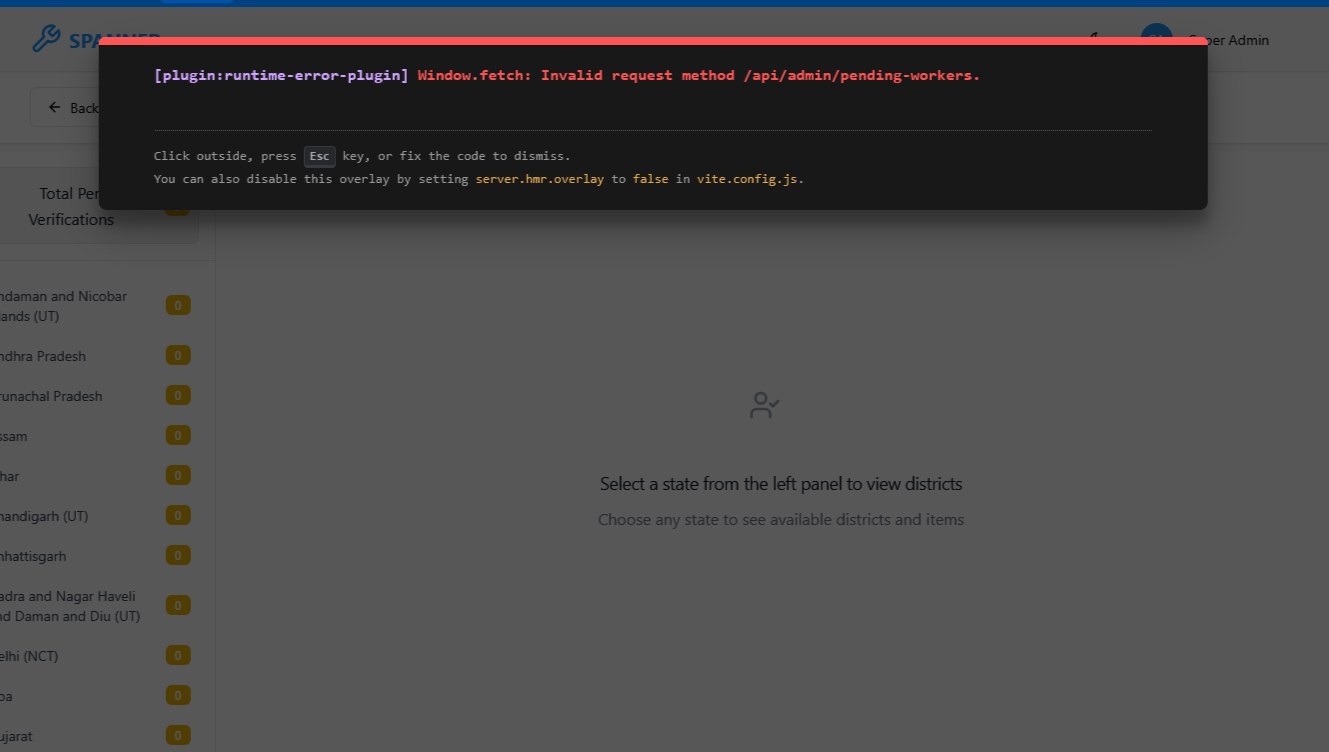 SPANNER
Super Admin
[plugin:runtime-error-plugin] Window.fetch: Invalid request method /api/admin/pending-workers.
Back
Click outside, press Esc key, or fix the code to dismiss.
You can also disable this overlay by setting server.hmr.overlay to false in vite.config.js.
Total Pen
Verifications
ndaman and Nicobar
lands (UT)
0
ndhra Pradesh
0
runachal Pradesh
0
ssam
0
har
0
handigarh (UT)
0
hhattisgarh
0
adra and Nagar Haveli
nd Daman and Diu (UT)
0
elhi (NCT)
0
oa
0
ujarat
0
Select a state from the left panel to view districts
Choose any state to see available districts and items